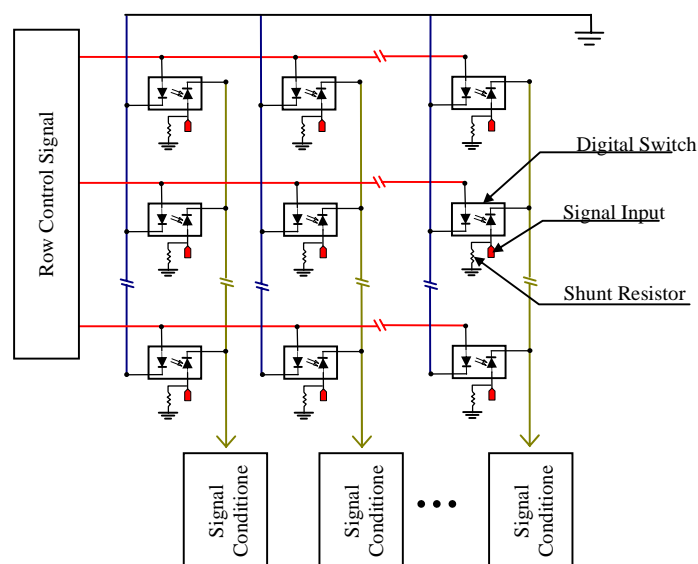 Row Control Signal
Digital Switch
Signal Input
Shunt Resistor
Signal
Conditione
Signal
Conditione
Signal
Conditione